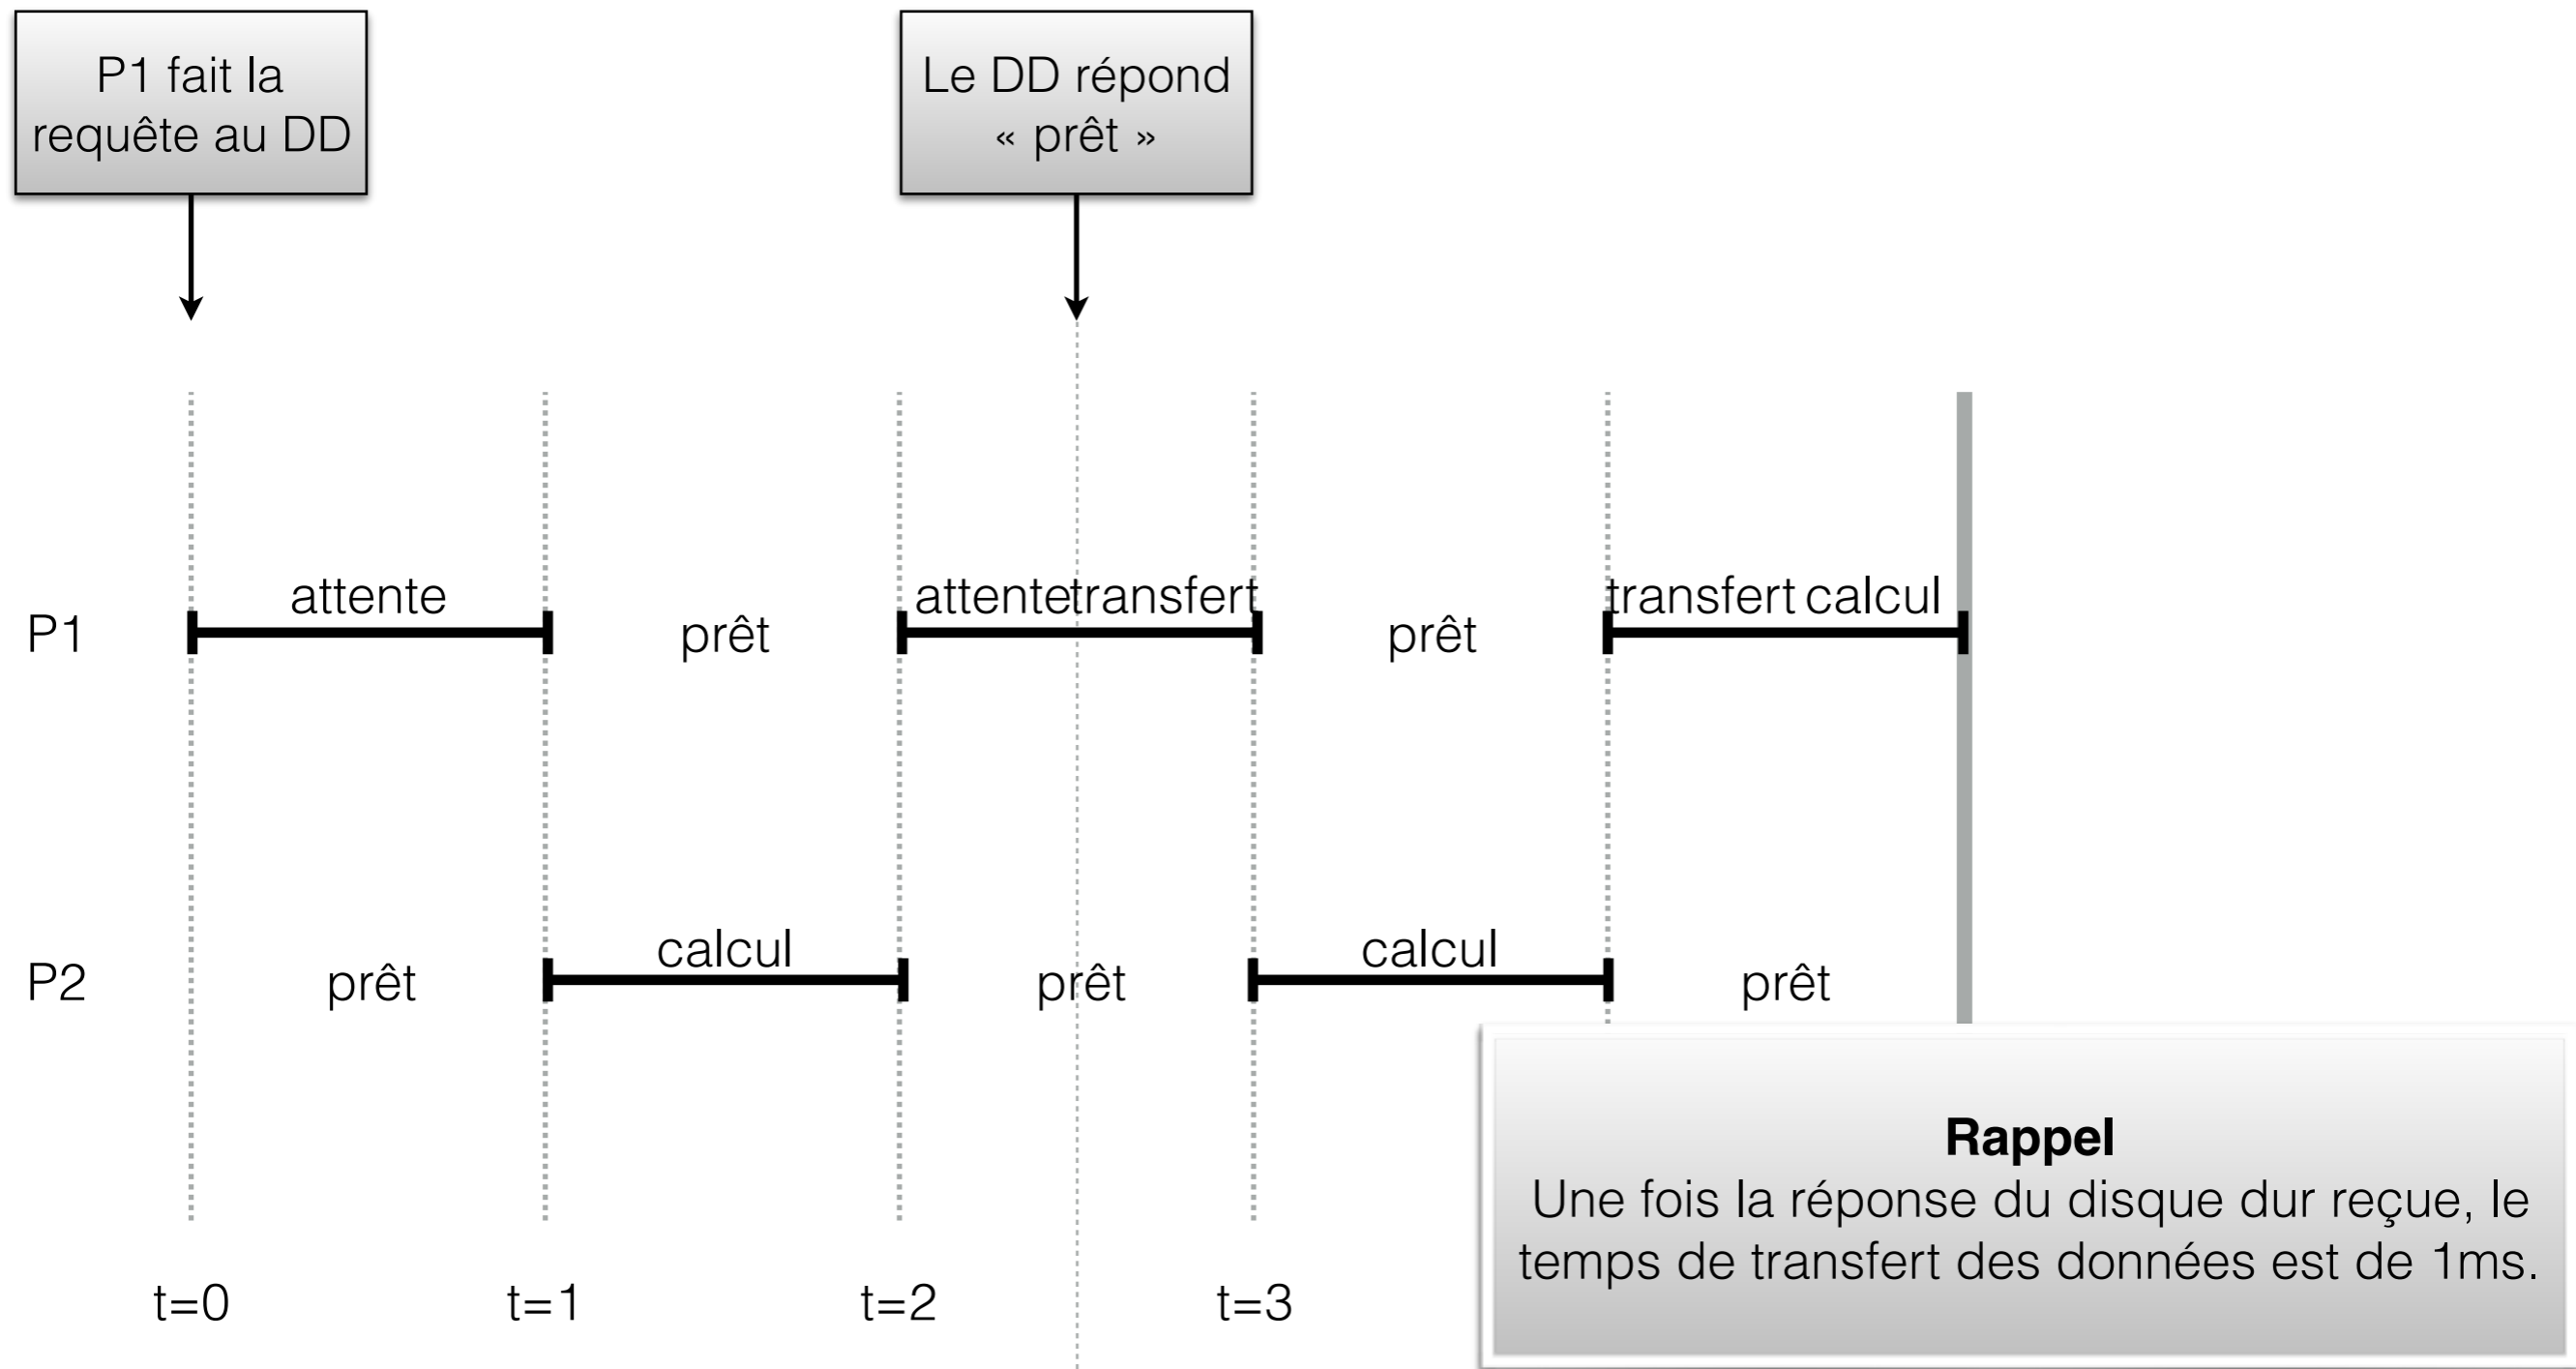 P1 fait la
requête au DD
Le DD répond
« prêt »
P1
attente
prêt
attente
transfert
prêt
transfert
calcul
P2
prêt
calcul
prêt
calcul
prêt
t=0
t=1
t=2
t=3
Rappel
Une fois la réponse du disque dur reçue, le
temps de transfert des données est de 1ms.